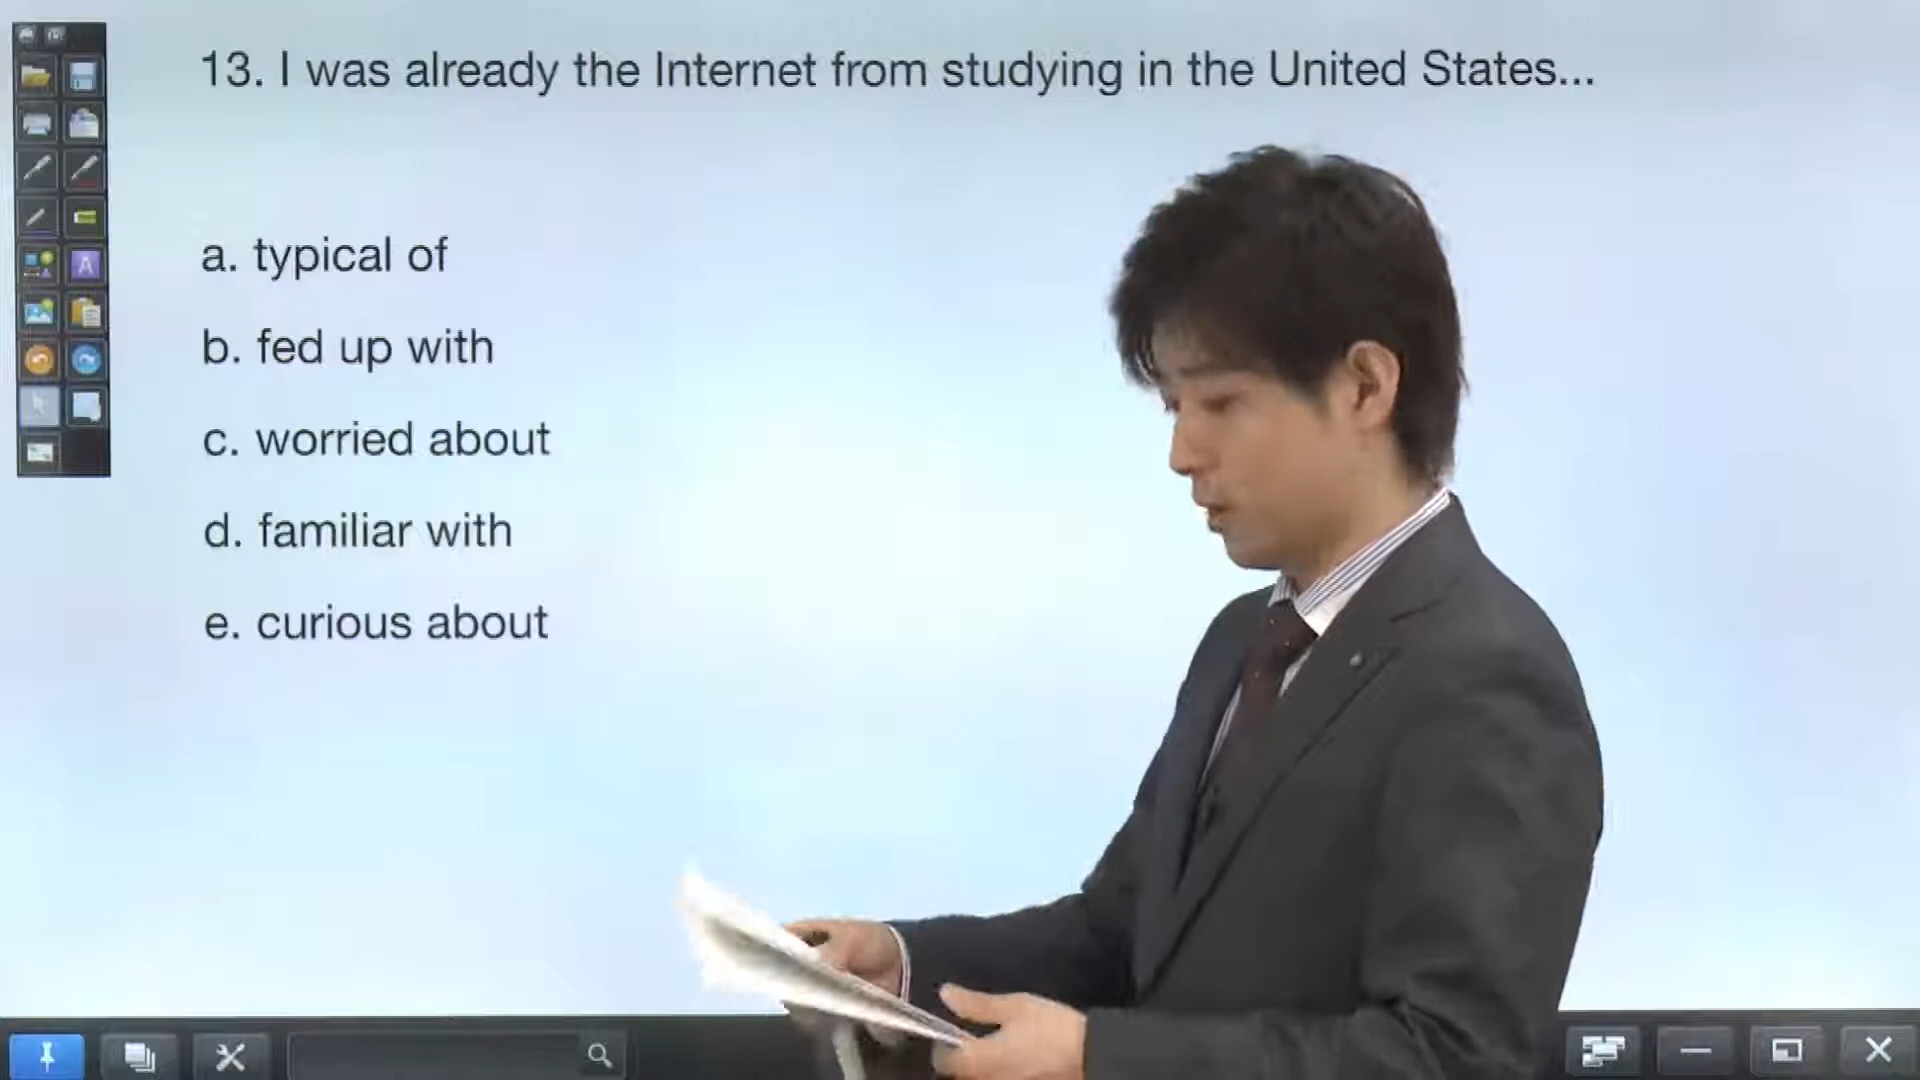 13. I was already the Internet from studying in the United States...
a. typical of
b. fed up with
c. worried about
d. familiar with
e. curious about